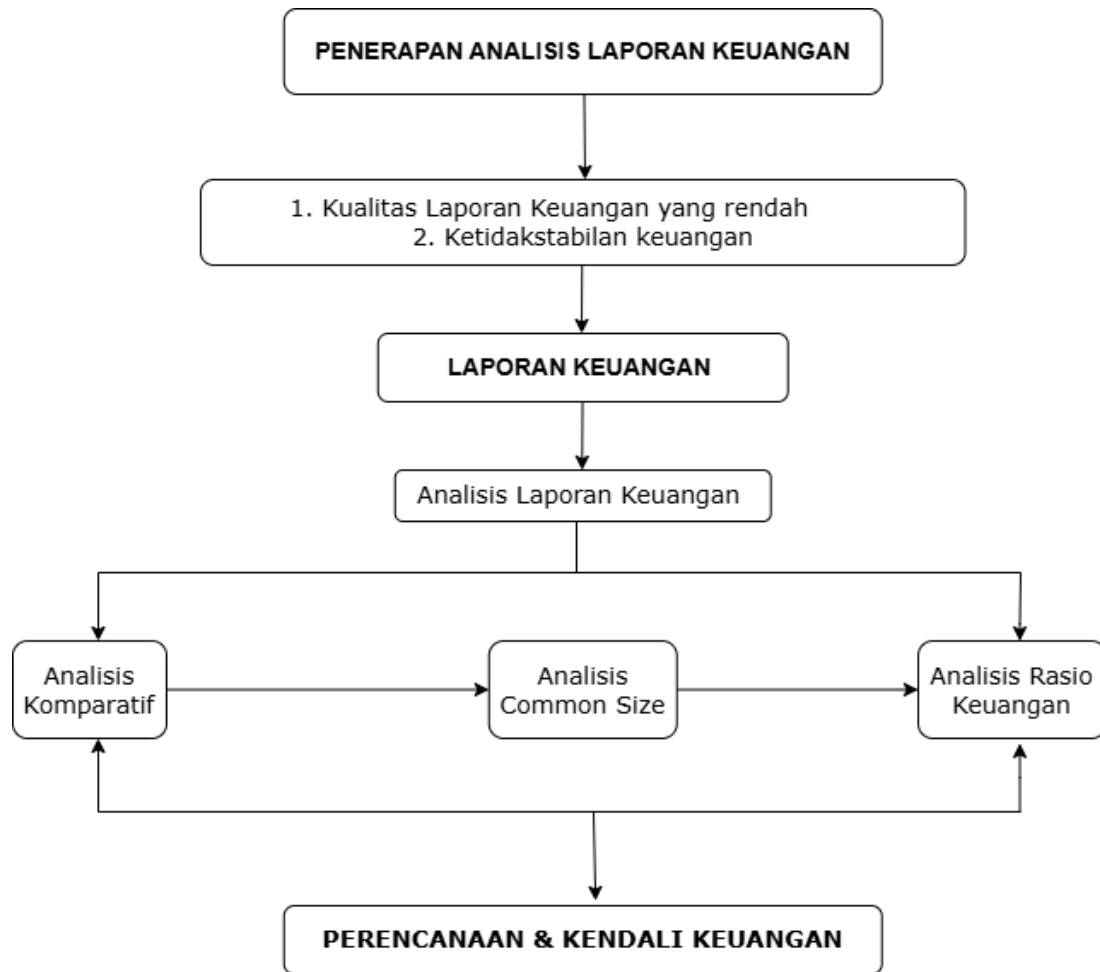 PENERAPAN ANALISIS LAPORAN KEUANGAN
1. Kualitas Laporan Keuangan yang rendah
2. Ketidakstabilan keuangan
LAPORAN KEUANGAN
Analisis Laporan Keuangan
Analisis
Komparatif
Analisis
Common Size
Analisis Rasio
Keuangan
PERENCANAAN & KENDALI KEUANGAN